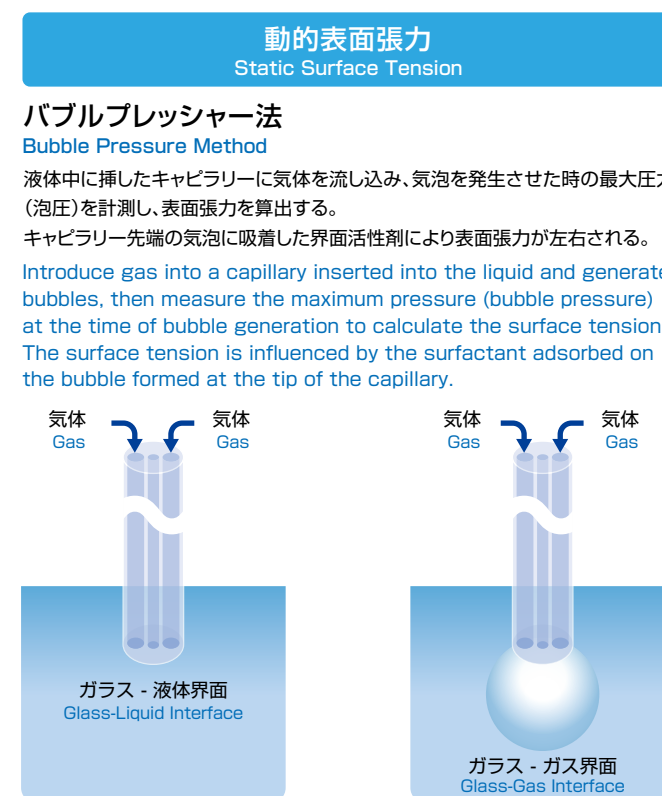 動的表面張力
Static Surface Tension
バブルプレッシャー法
Bubble Pressure Method
液体中に挿したキャピラリーに気体を流し込み、気泡を発生させた時の最大圧力
（泡圧）を計測し、表面張力を算出する。
キャピラリー先端の気泡に吸着した界面活性剤により表面張力が左右される。
Introduce gas into a capillary inserted into the liquid and generate
bubbles, then measure the maximum pressure (bubble pressure)
at the time of bubble generation to calculate the surface tension
The surface tension is influenced by the surfactant adsorbed on
the bubble formed at the tip of the capillary.
気体 気体 気体 気体
Gas Gas Gas Gas
ガラス - 液体界面
Glass-Liquid Interface
ガラス - ガス界面
Glass-Gas Interface